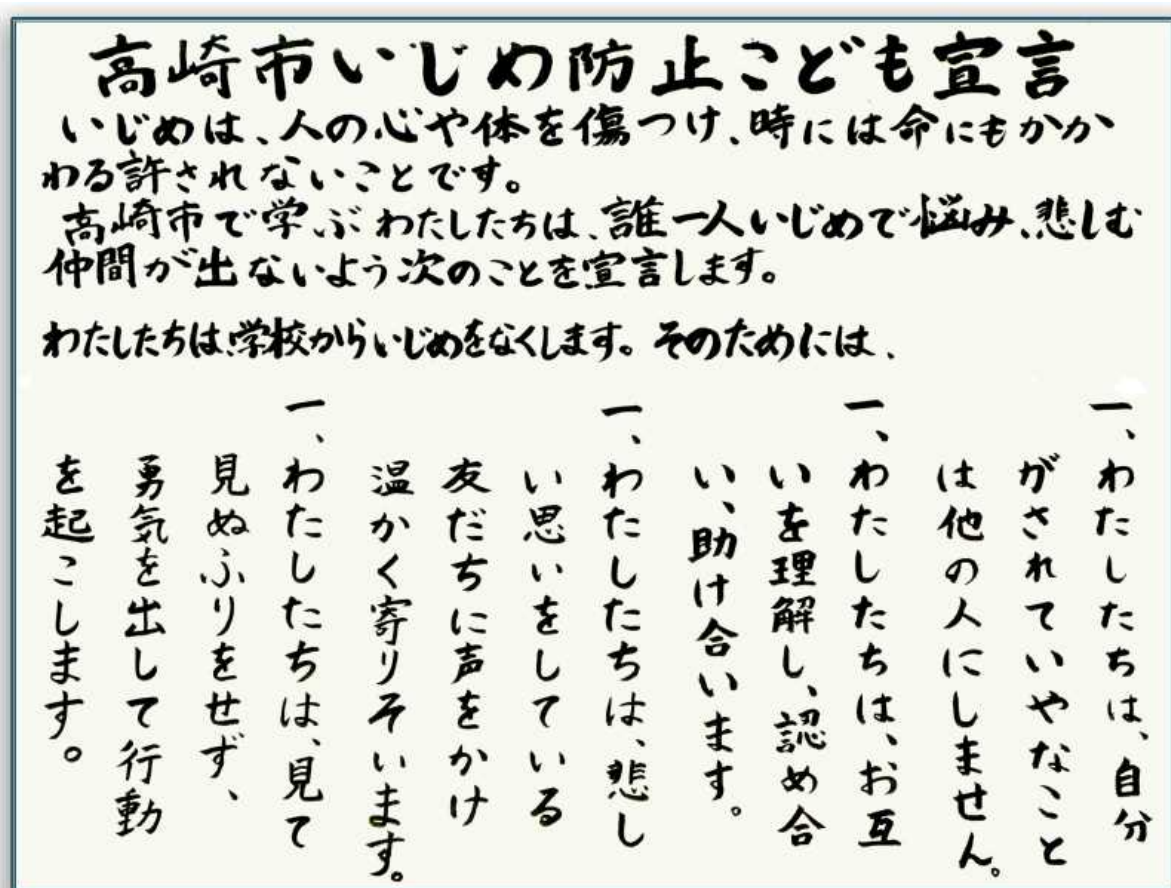 高崎市いじめ防止こども宣言
いじめは、人の心や体を傷つけ、時には命にもかか
わる許されないことです。
高崎市で学ぶわたしたちは、誰一人いじめで悩み、悲しむ
仲間が出ないよう次のことを宣言します。
わたしたちは、学校からいじめをなくします。そのためには、
一、わたしたちは、自分
がされていやなこと
は他の人にしません。
一、わたしたちは、お互
いを理解し、認め合
い、助け合います。
一、わたしたちは、悲し
い思いをしている
友だちに声をかけ
温かく寄りそいます。
一、わたしたちは、見て
見ぬふりをせず、
勇気を出して行動
を起こします。